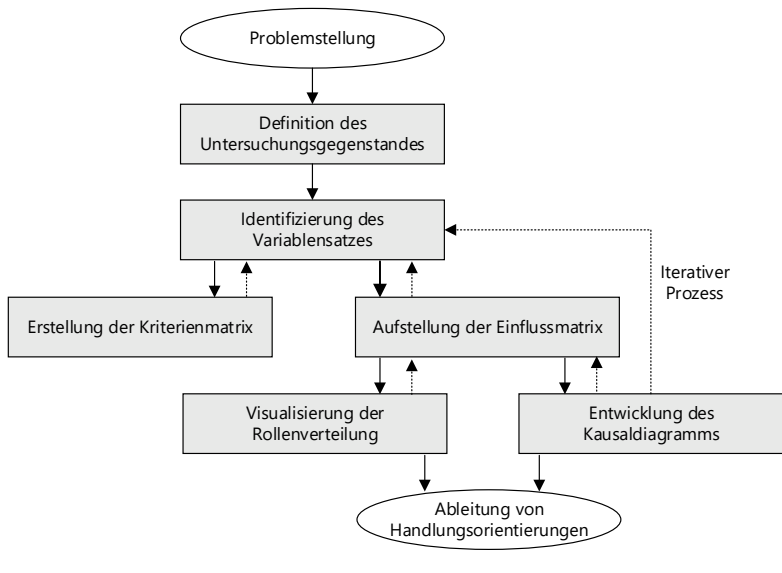 Problemstellung
Definition des
Untersuchungsgegenstandes
Identifizierung des
Variablensatzes
Iterativer
Prozess
Erstellung der Kriterienmatrix
Aufstellung der Einflussmatrix
Visualisierung der
Rollenverteilung
Entwicklung des
Kausaldiagramms
Ableitung von
Handlungsorientierungen